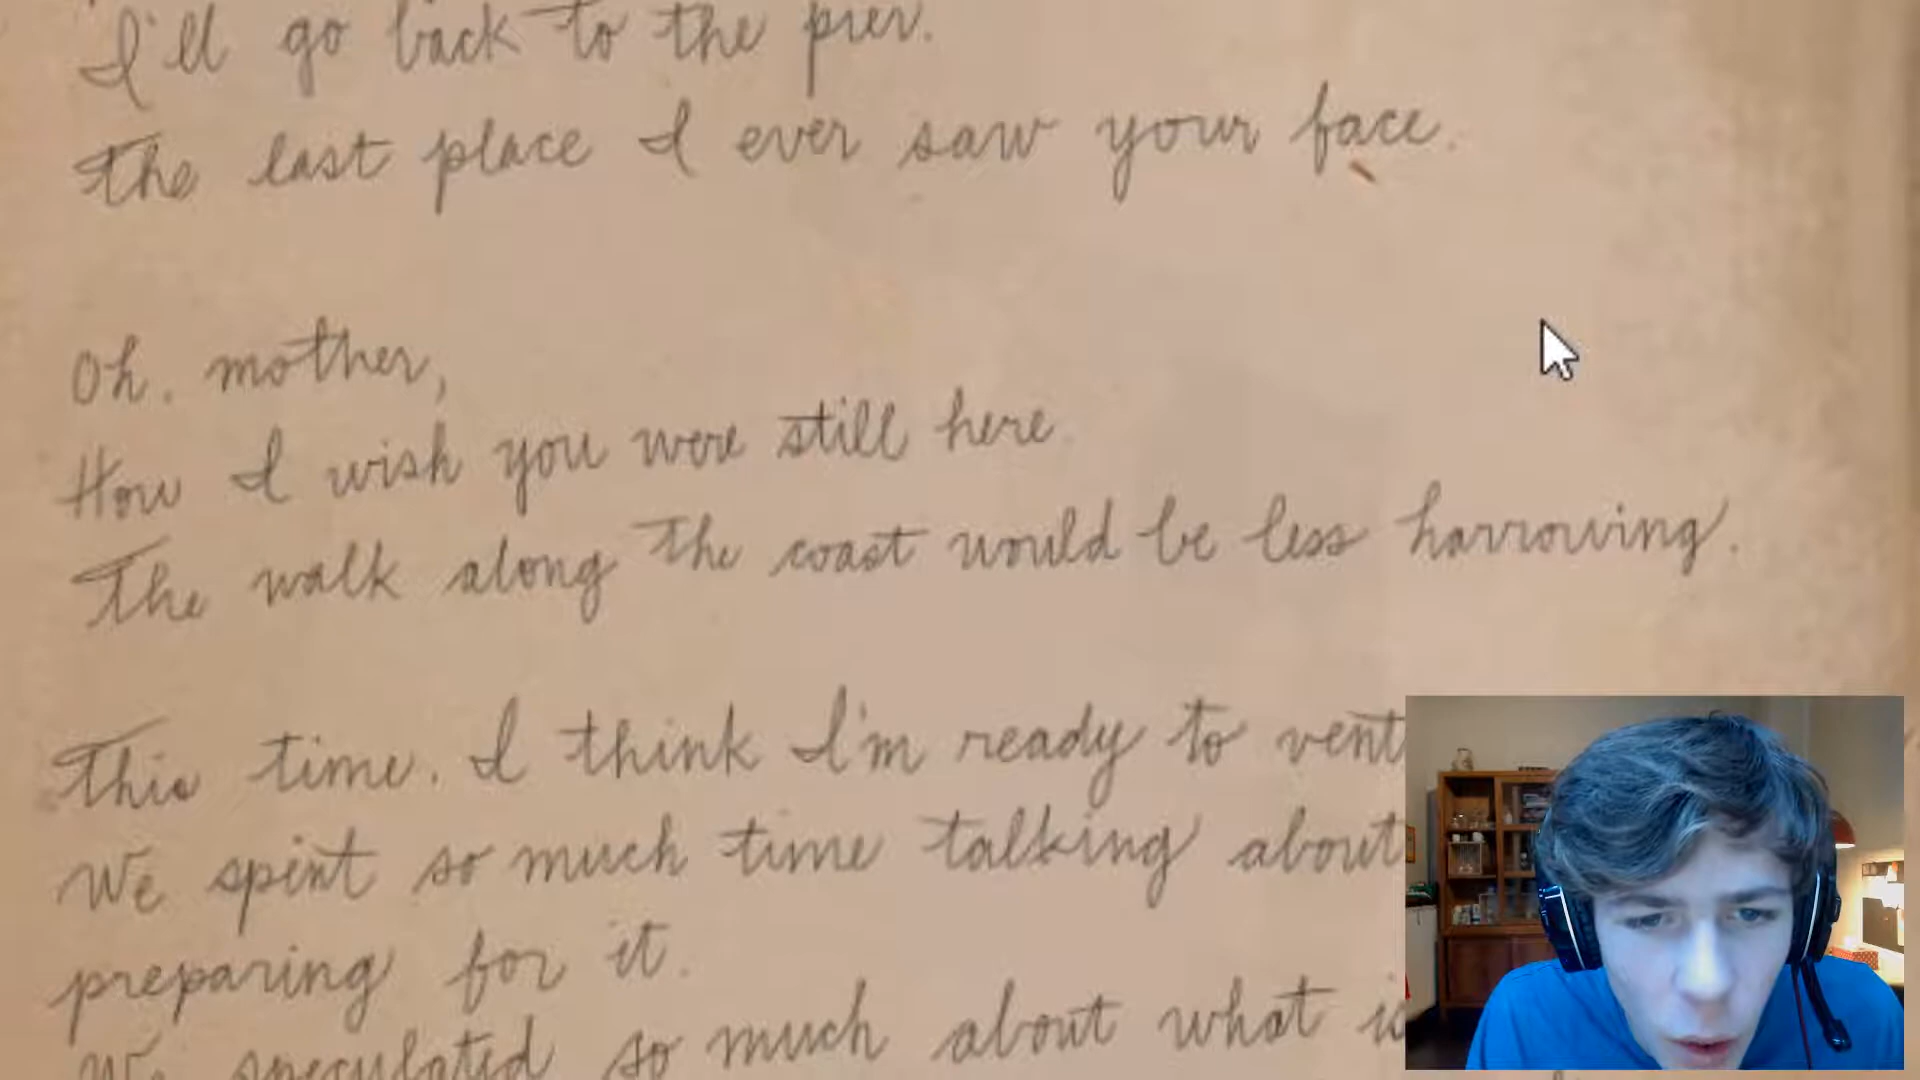 I'll go back to the pier.
The last place I ever saw your face.
Oh, mother,
How I wish you were still here.
The walk along the coast would be less harrowing.
This time. I think I'm ready to vent
We spent so much time talking about
preparing for it.
We speculated so much about what is